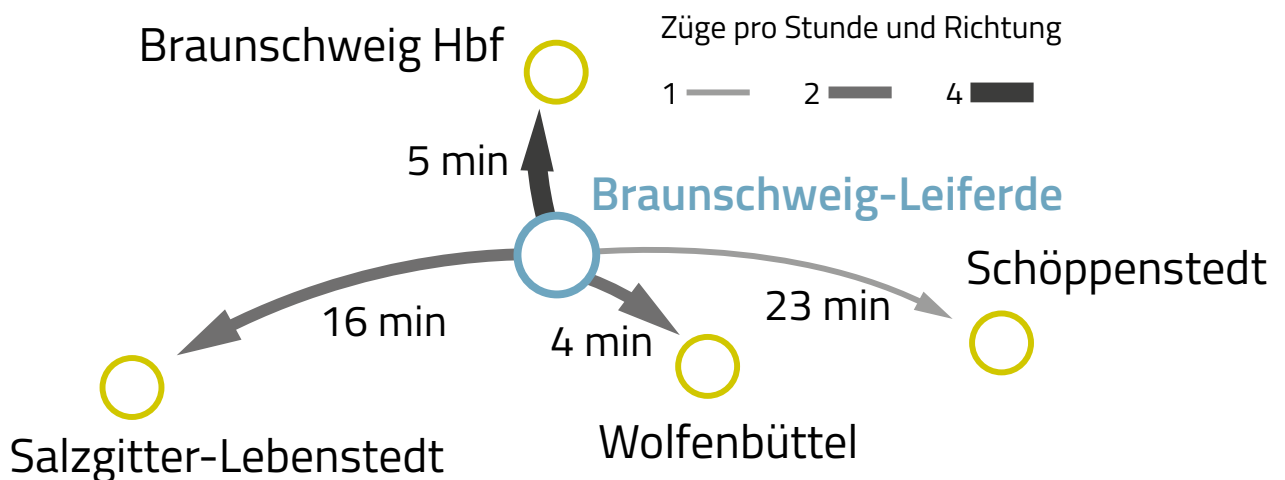 Braunschweig Hbf
Züge pro Stunde und Richtung
1
2
4
5 min
Braunschweig-Leiferde
Schöppenstedt
23 min
16 min
4 min
Wolfenbüttel
Salzgitter-Lebenstedt